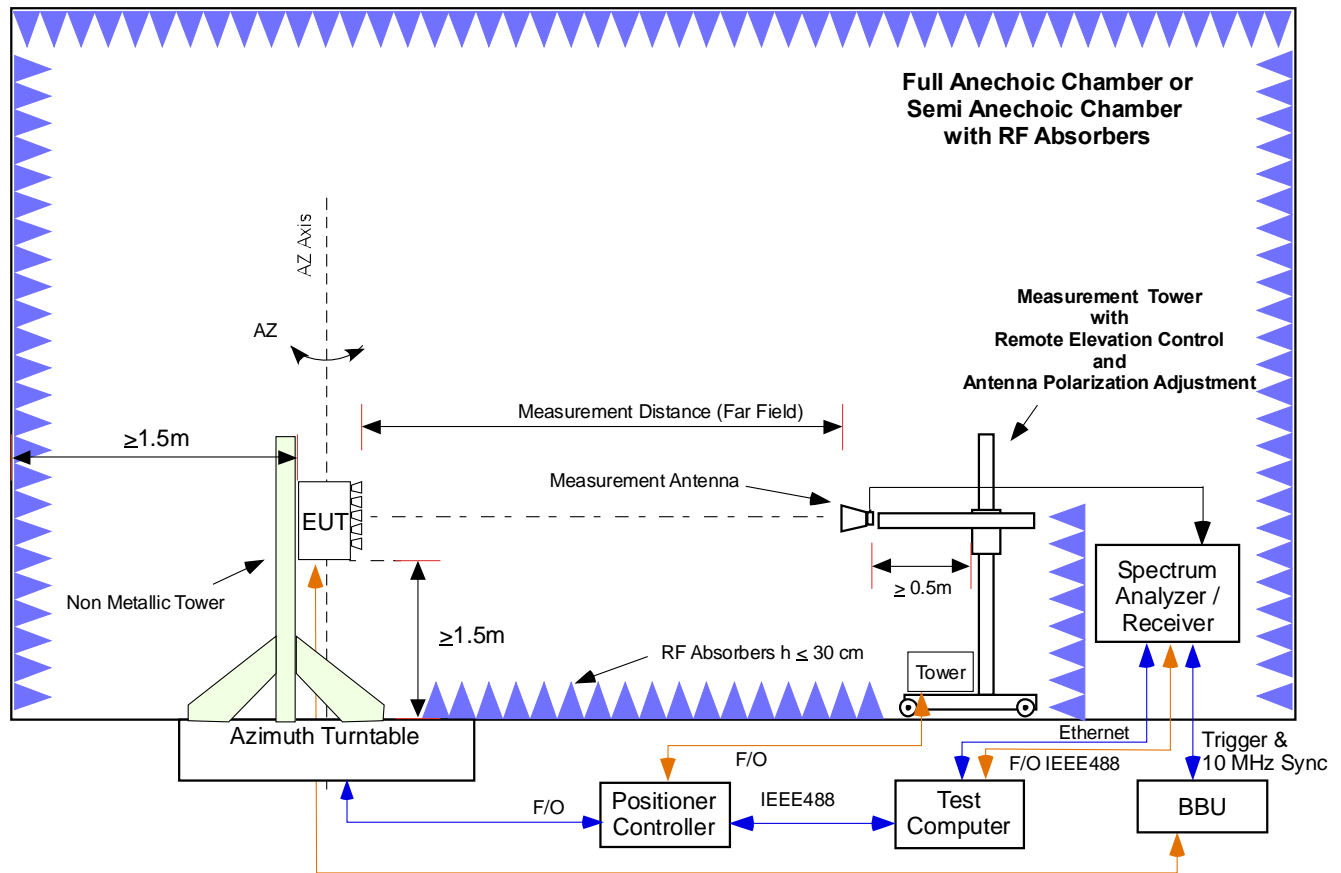 Full Anechoic Chamber or
Semi Anechoic Chamber
with RF Absorbers
AZ Axis
AZ
Measurement Tower
with
Remote Elevation Control
and
Antenna Polarization Adjustment
Measurement Distance (Far Field)
≥1.5m
Measurement Antenna
EUT
Non Metallic Tower
≥1.5m
≥ 0.5m
Spectrum
Analyzer /
Receiver
RF Absorbers h ≤ 30 cm
Tower
Azimuth Turntable
Ethernet
Trigger &
10 MHz Sync
F/O
F/O IEEE488
F/O
Positioner
Controller
IEEE488
Test
Computer
BBU